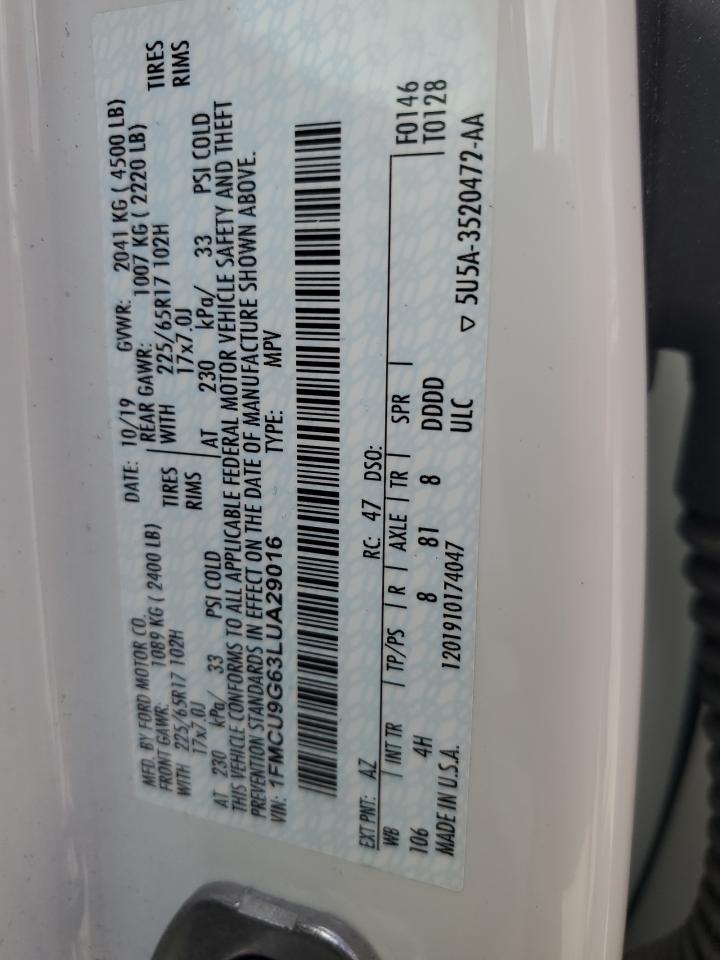 MFD. BY FORD MOTOR CO. DATE: 10/19 GVWR: 2041 KG ( 4500 LB)
FRONT GAWR: 1089 KG ( 2400 LB) REAR GAWR: 1007 KG ( 2220 LB)
WITH 225/65R17 102H TIRES WITH 225/65R17 102H TIRES
17x7.0J RIMS 17x7.0J RIMS
AT 230 kPa/ 33 PSI COLD AT 230 kPa/ 33 PSI COLD
THIS VEHICLE CONFORMS TO ALL APPLICABLE FEDERAL MOTOR VEHICLE SAFETY AND THEFT
PREVENTION STANDARDS IN EFFECT ON THE DATE OF MANUFACTURE SHOWN ABOVE.
VIN: 1FMCU9G63LUA29016 TYPE: MPV
EXT PNT: AZ RC: 47 DSO:
WB INT TR TP/PS R AXLE TR SPR F0146
106 4H 8 81 8 DDDD T0128
MADE IN U.S.A. 1201910174047 ULC ▽ 5U5A-3520472-AA